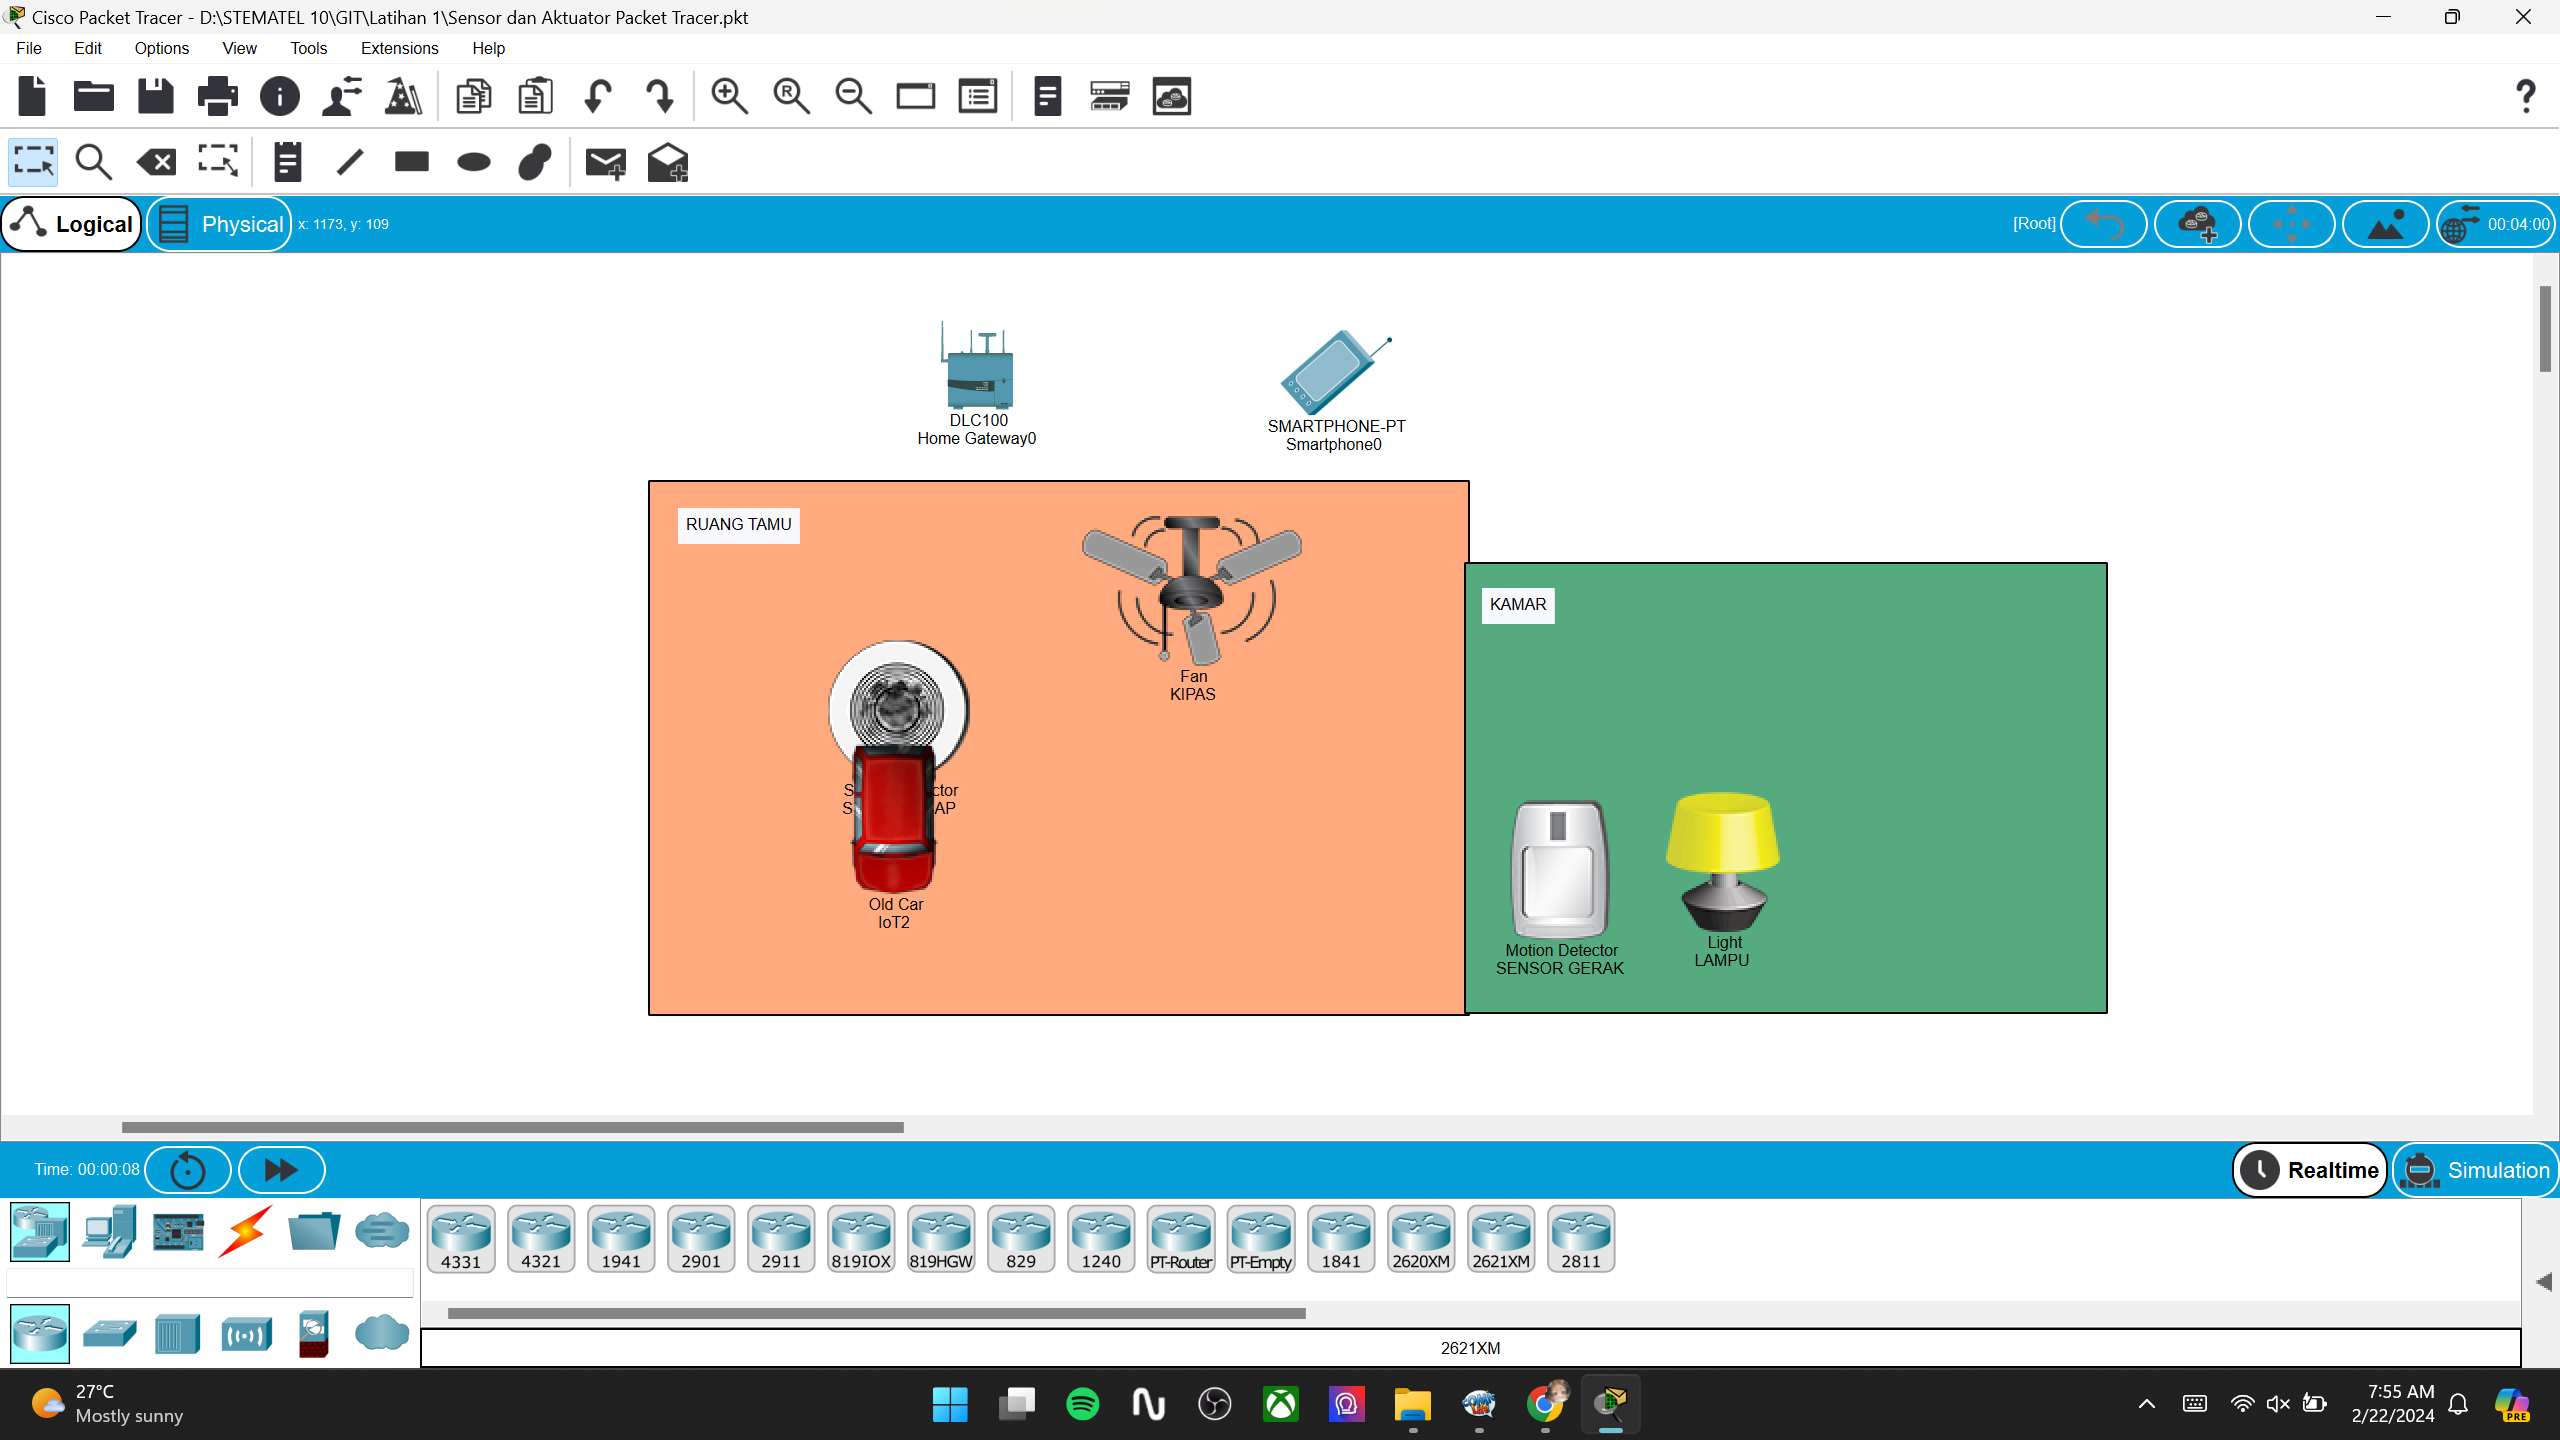 Cisco Packet Tracer - D:\STEMATEL 10\GIT\Latihan 1\Sensor dan Aktuator Packet Tracer.pkt
File Edit Options View Tools Extensions Help
Logical Physical x: 1173, y: 109 [Root] 00:04:00
DLC100
Home Gateway0
SMARTPHONE-PT
Smartphone0
RUANG TAMU
Fan
KIPAS
KAMAR
Old Car
IoT2
Motion Detector
SENSOR GERAK
Light
LAMPU
Time: 00:00:08 Realtime Simulation
4331 4321 1941 2901 2911 819IOX 819HGW 829 1240 PT-Router PT-Empty 1841 2620XM 2621XM 2811
2621XM
27°C
Mostly sunny
7:55 AM
2/22/2024
PRE